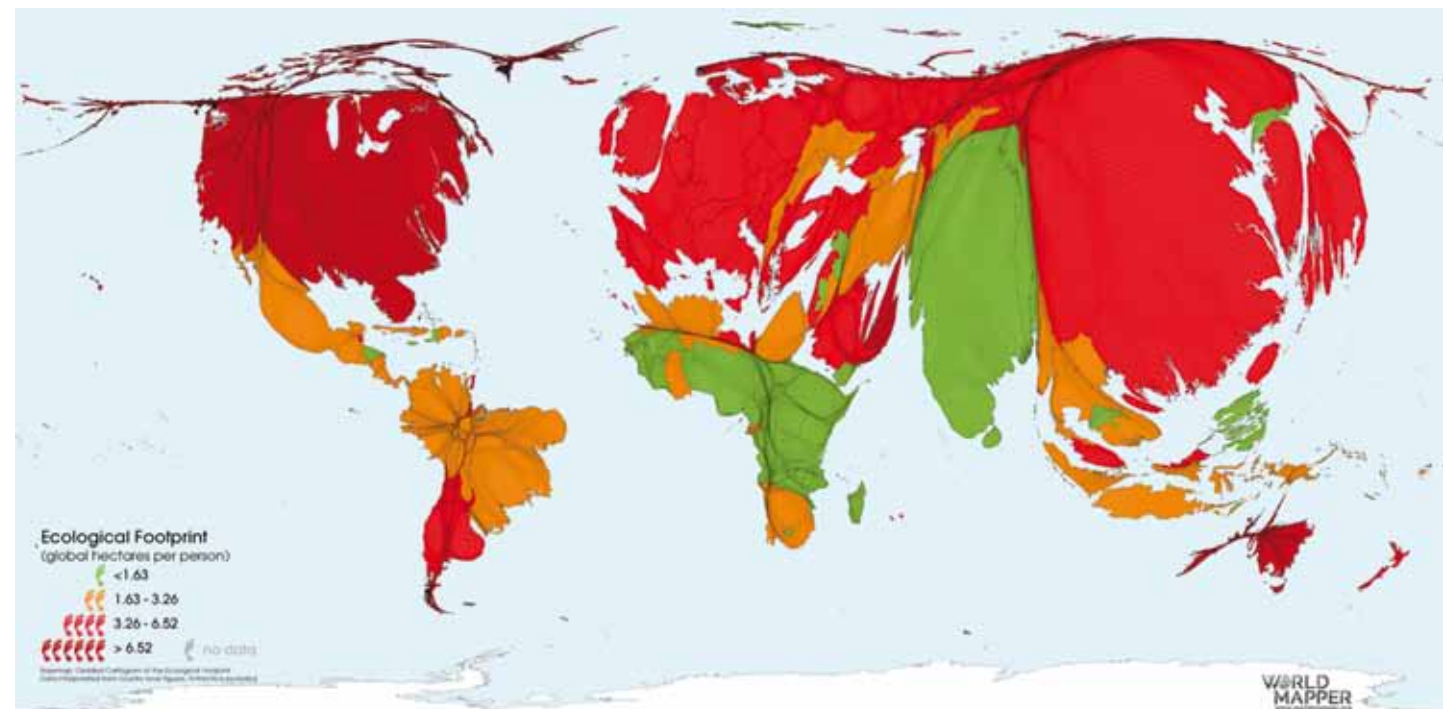 Ecological Footprint
(global hectares per person)
<1.63
1.63 - 3.26
3.26 - 6.52
> 6.52
no data
WORLD
MAPPER